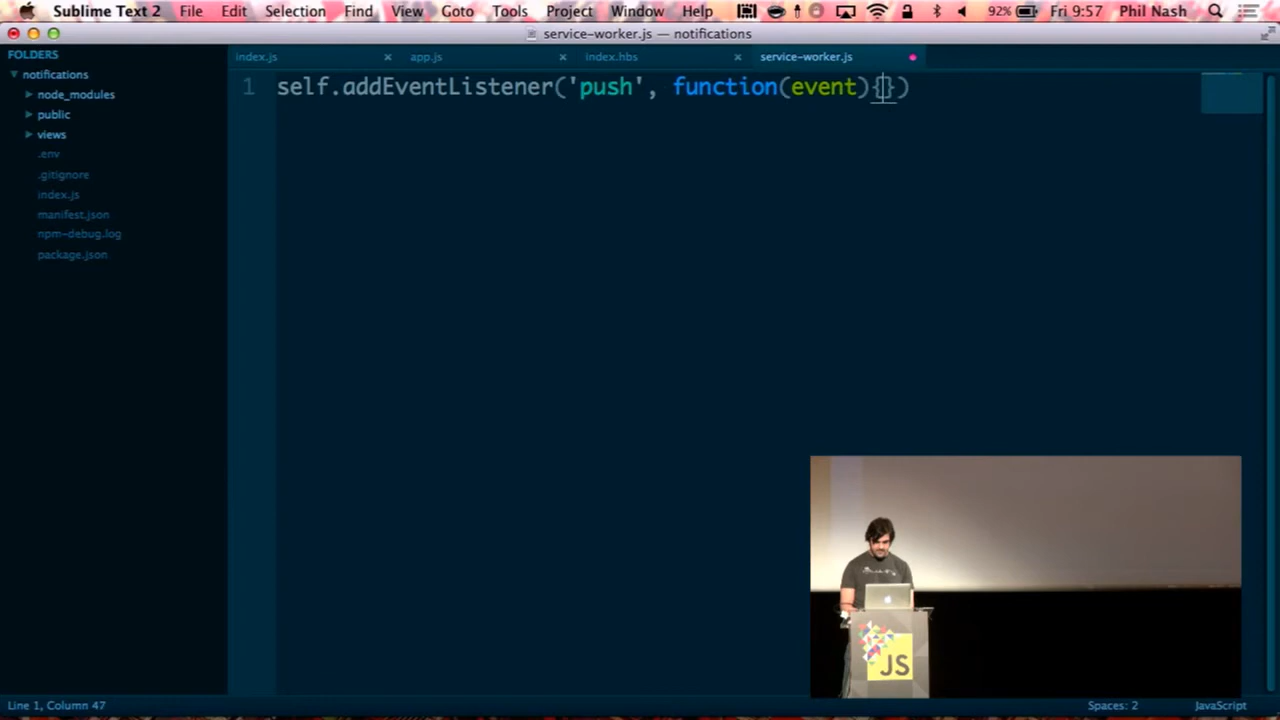 Sublime Text 2 File Edit Selection Find View Goto Tools Project Window Help 92% Fri 9:57 Phil Nash
service-worker.js — notifications
FOLDERS
notifications
node_modules
public
views
.env
.gitignore
index.js
manifest.json
npm-debug.log
package.json
index.js app.js index.hbs service-worker.js
1 self.addEventListener('push', function(event){})
JS
Line 1, Column 47 Spaces: 2 JavaScript